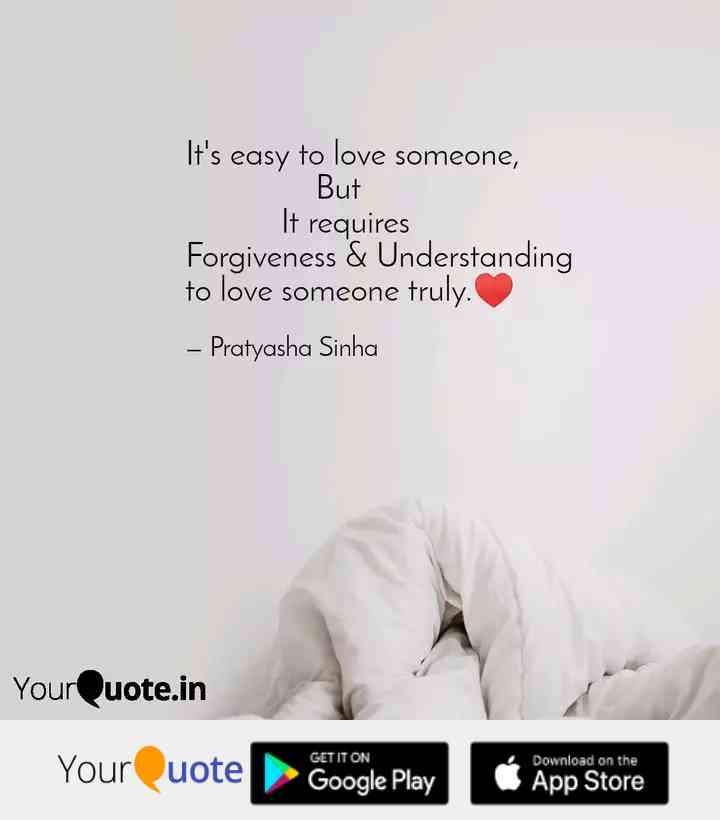 It's easy to love someone,
But
It requires
Forgiveness & Understanding
to love someone truly.♥️
– Pratyasha Sinha
YourQuote.in
YourQuote
GET IT ON
Google Play
Download on the
App Store